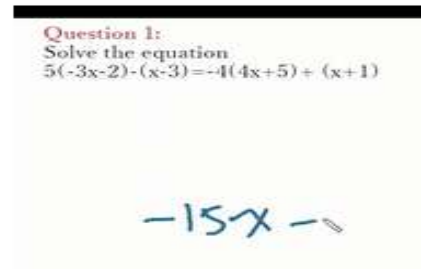 Question 1:
Solve the equation
5(-3x-2)-(x-3)=-4(4x+5)+ (x+1)
-15x -